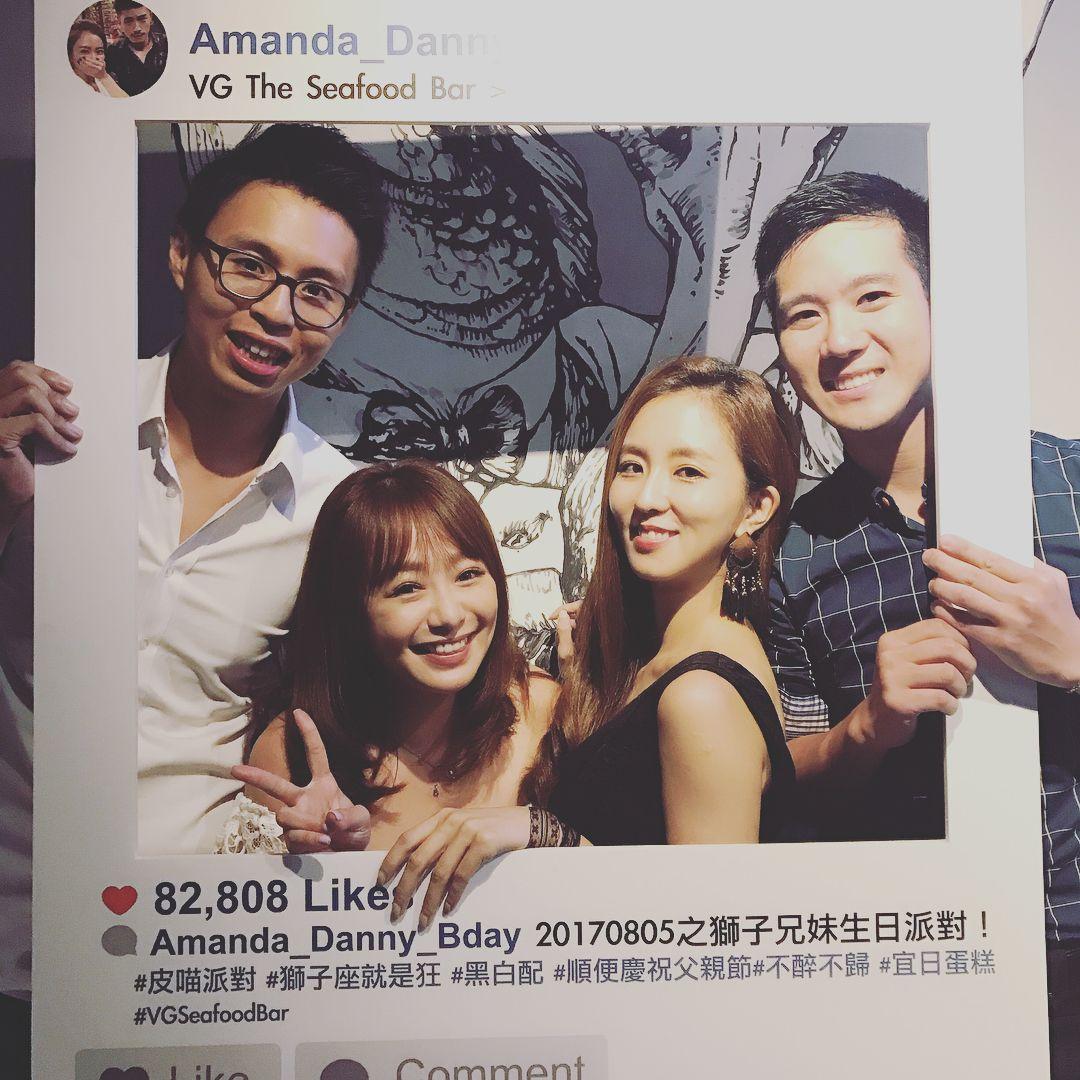 Amanda_Danny
VG The Seafood Bar >
82,808 Likes
Amanda_Danny_Bday 20170805之獅子兄妹生日派對！
#皮喵派對 #獅子座就是狂 #黑白配 #順便慶祝父親節#不醉不歸 #宜日蛋糕
#VGSeafoodBar
Like Comment